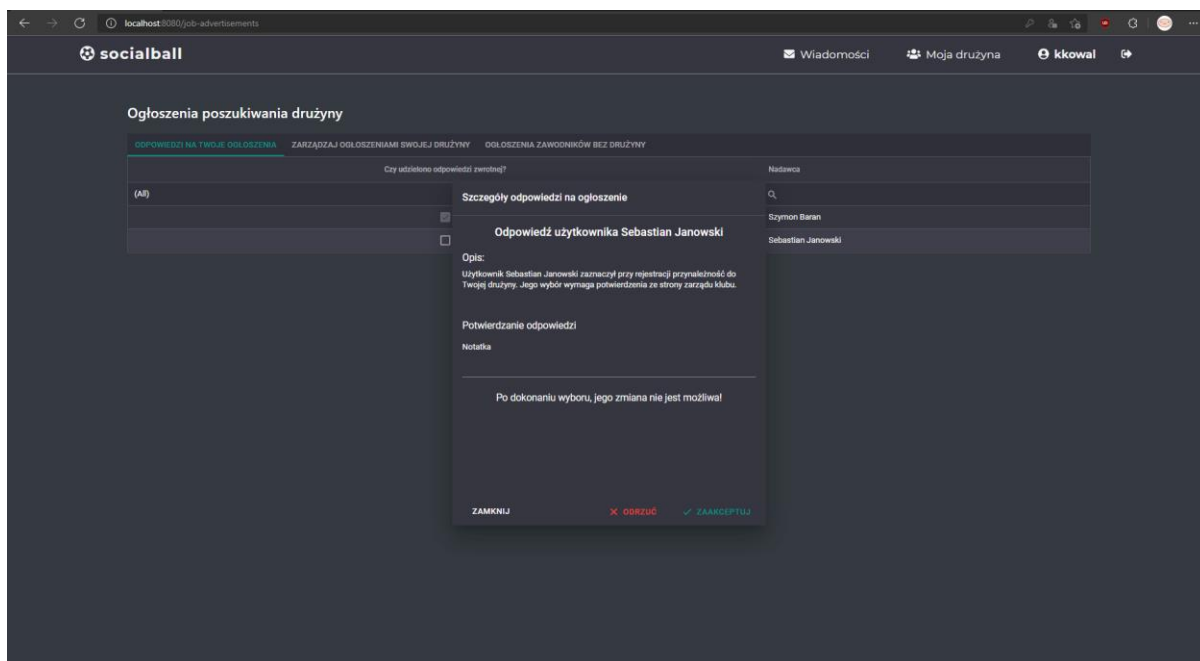 localhost:8080/job-advertisements
socialball
Wiadomości
Moja drużyna
kkowal
Ogłoszenia poszukiwania drużyny
ODPOWIEDZI NA TWOJE OGŁOSZENIA ZARZĄDZAJ OGŁOSZENIAMI SWOJEJ DRUŻYNY OGŁOSZENIA ZAWODNIKÓW BEZ DRUŻYNY
Czy udzielono odpowiedzi zwrotnej? Nadawca
(All)
Szymon Baran
Sebastian Janowski
Szczegóły odpowiedzi na ogłoszenie
Odpowiedź użytkownika Sebastian Janowski
Opis:
Użytkownik Sebastian Janowski zaznaczył przy rejestracji przynależność do
Twojej drużyny. Jego wybór wymaga potwierdzenia ze strony zarządu klubu.
Potwierdzanie odpowiedzi
Notatka
Po dokonaniu wyboru, jego zmiana nie jest możliwa!
ZAMKNIJ ODRZUĆ ZAAKCEPTUJ